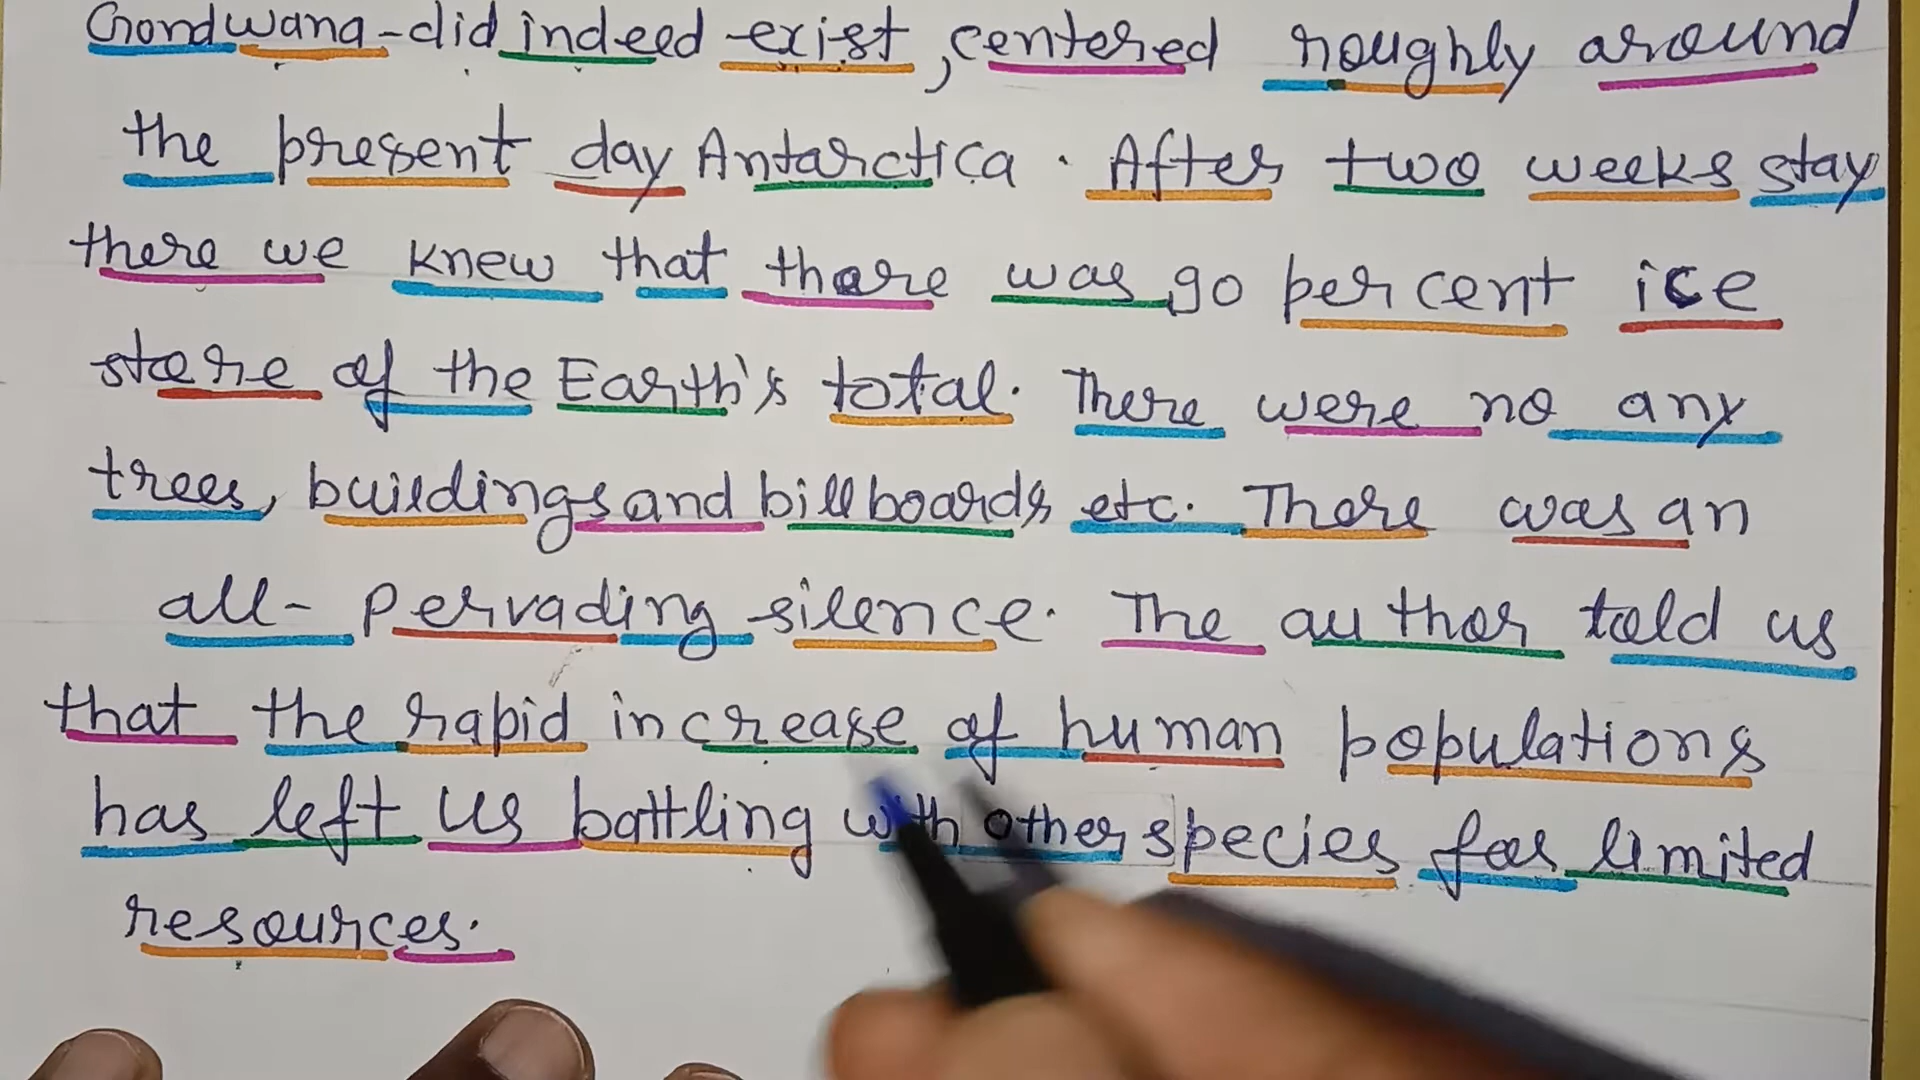 Gondwana-did indeed exist, centered roughly around
the present day Antarctica. After two weeks stay
there we knew that there was 90 percent ice
store of the Earth's total. There were no any
trees, buildings and billboards etc. There was an
all-pervading silence. The author told us
that the rapid increase of human populations
has left us battling with other species for limited
resources.